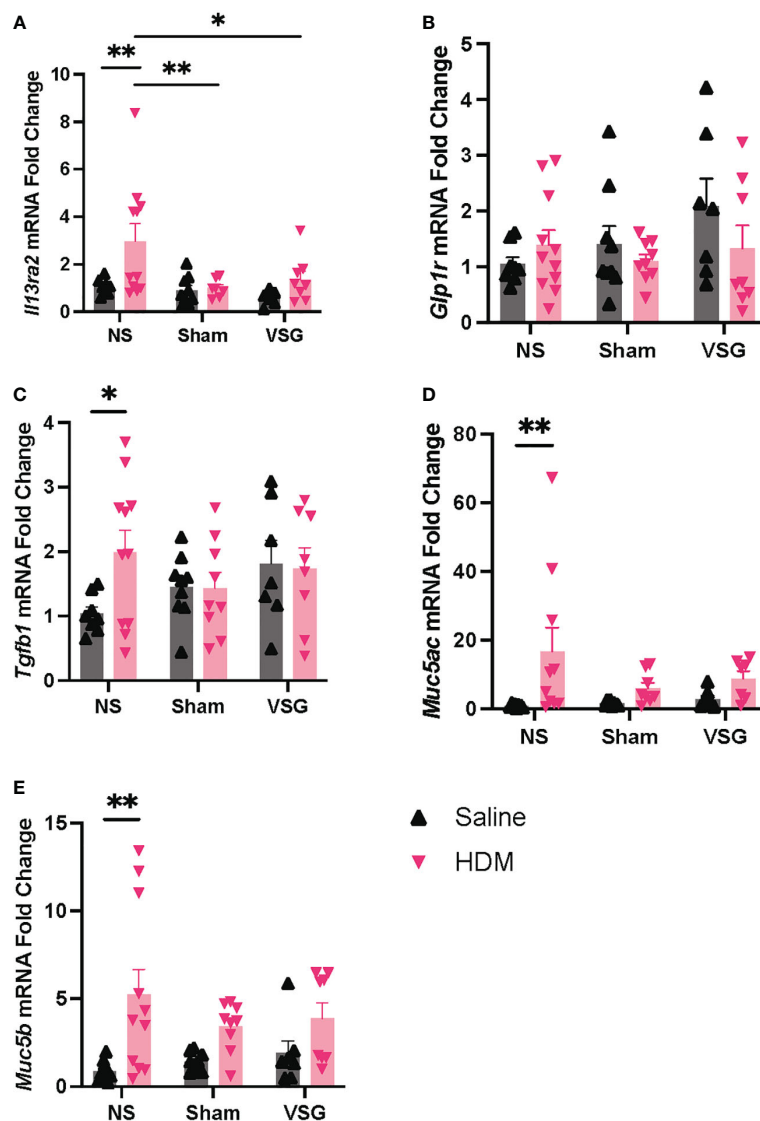 A
** * **
Il13ra2 mRNA Fold Change
10
8
6
4
2
0
NS Sham VSG
B
Glp1r mRNA Fold Change
5
4
3
2
1
0
NS Sham VSG
C
*
Tgfb1 mRNA Fold Change
4
3
2
1
0
NS Sham VSG
D
**
Muc5ac mRNA Fold Change
80
60
40
20
0
NS Sham VSG
E
**
Muc5b mRNA Fold Change
15
10
5
0
NS Sham VSG
Saline
HDM